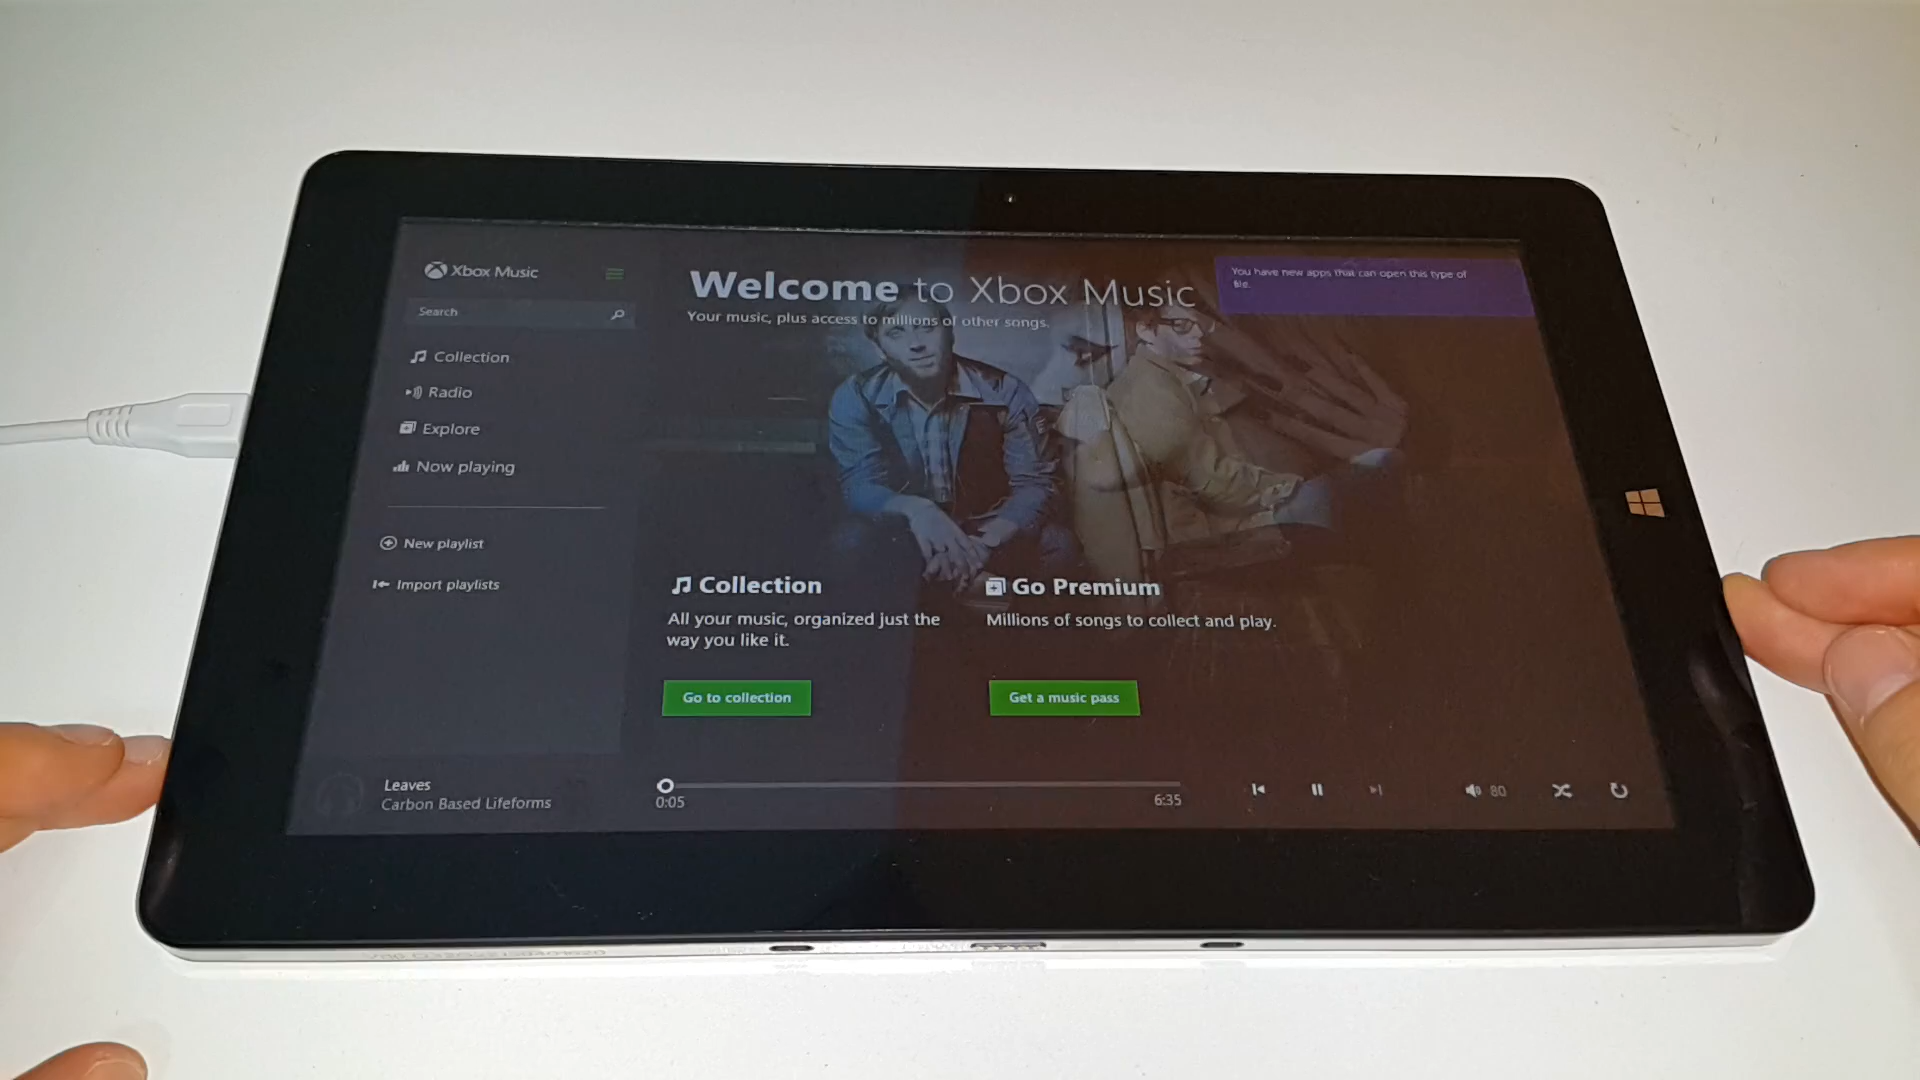 Xbox Music
Search
Collection
Radio
Explore
Now playing
New playlist
Import playlists
Welcome to Xbox Music
Your music, plus access to millions of other songs.
You have new apps that can open this type of
file.
Collection
All your music, organized just the
way you like it.
Go to collection
Go Premium
Millions of songs to collect and play.
Get a music pass
Leaves
Carbon Based Lifeforms
0:05
6:35
80